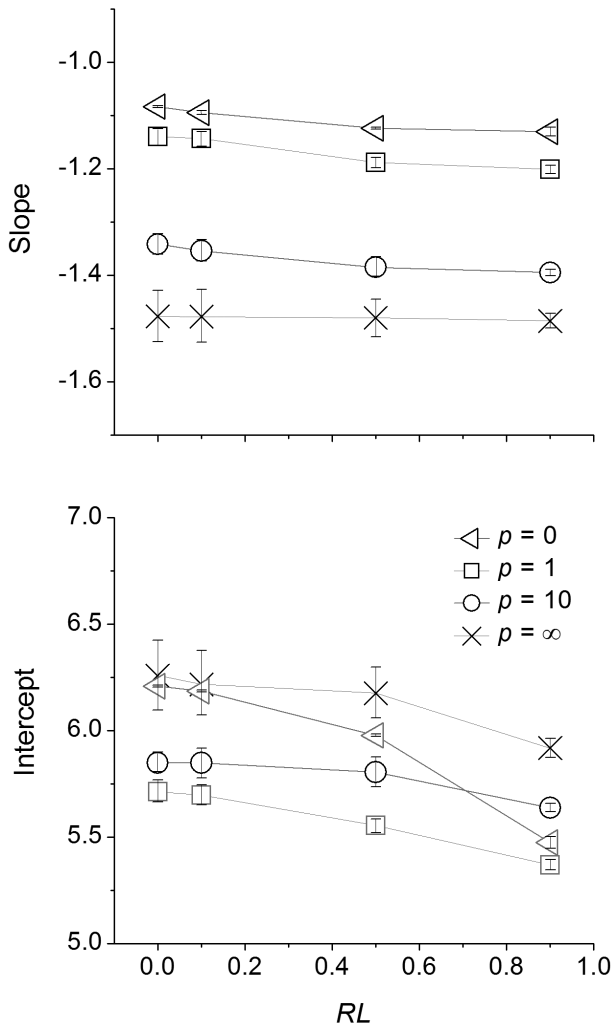 -1.0
-1.2
-1.4
-1.6
Slope
7.0
6.5
6.0
5.5
5.0
Intercept
p = 0
p = 1
p = 10
p = ∞
0.0 0.2 0.4 0.6 0.8 1.0
RL